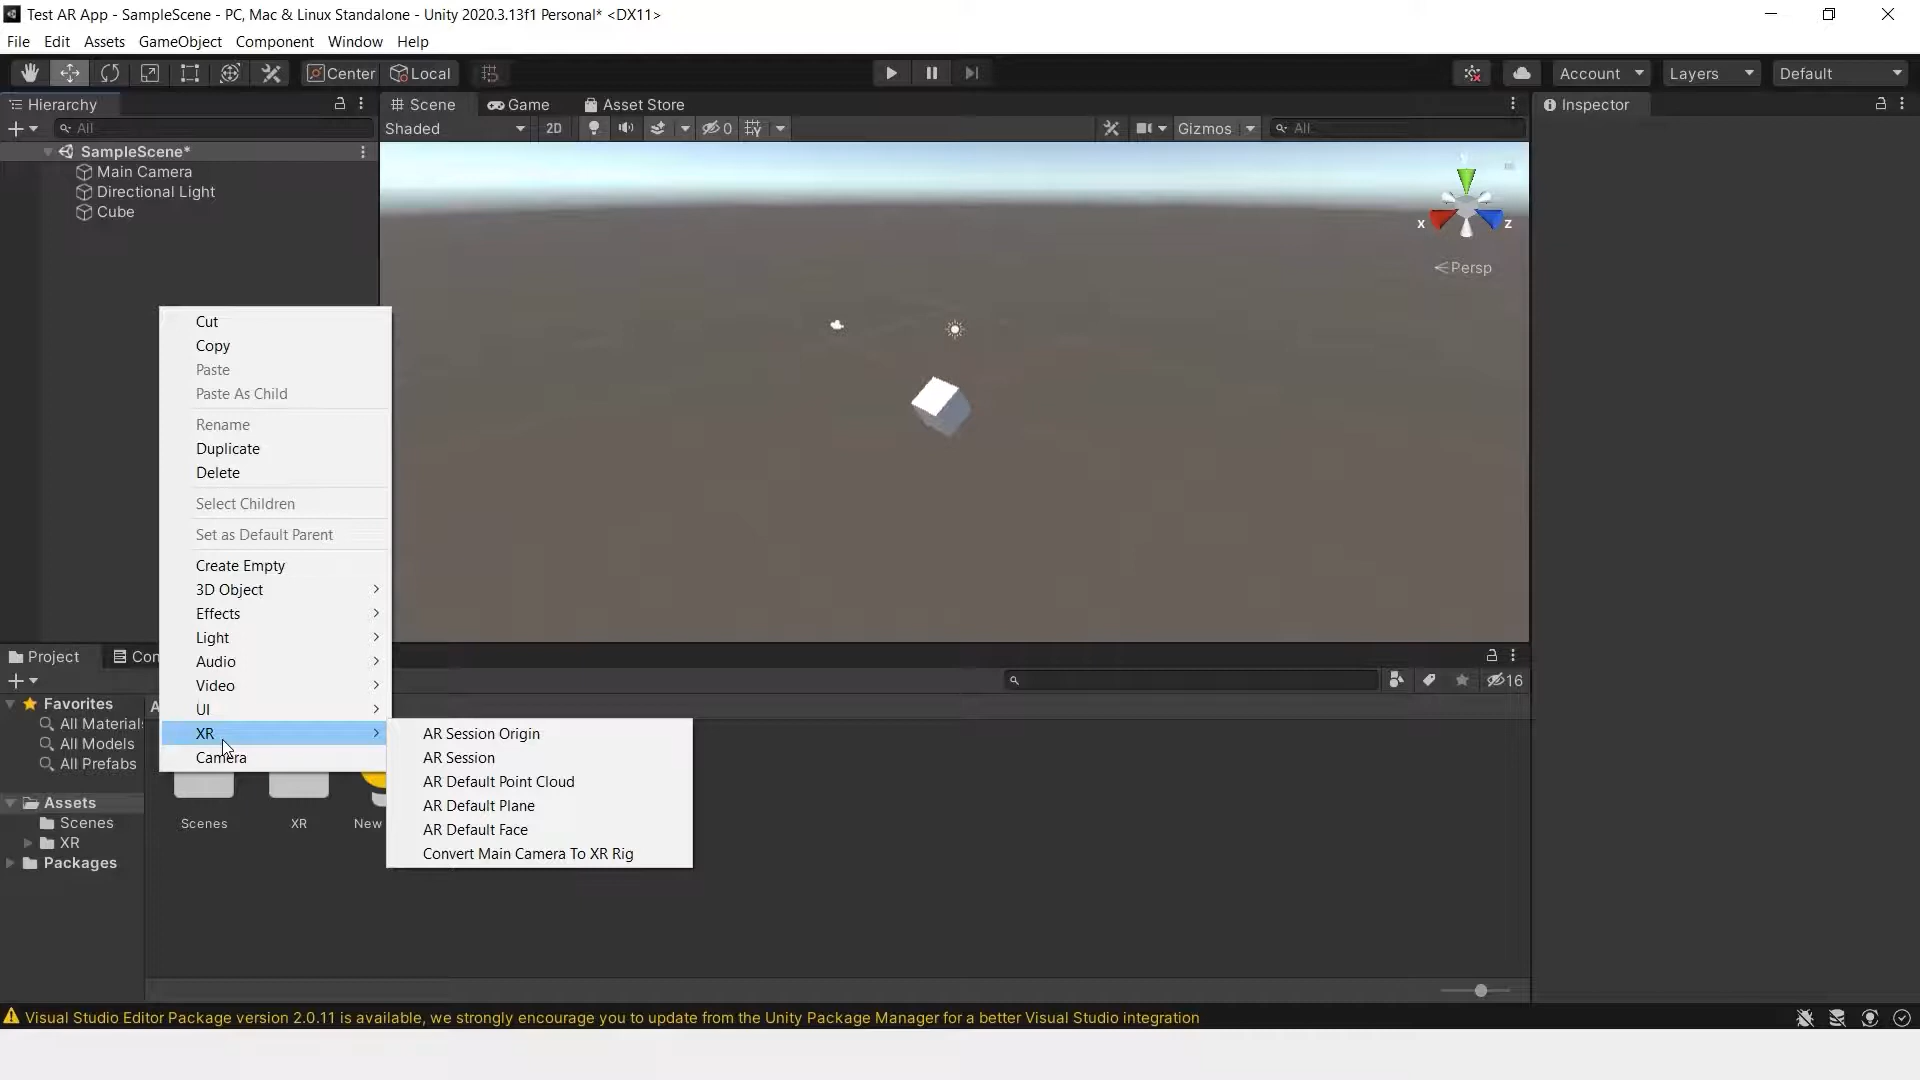 Test AR App - SampleScene - PC, Mac & Linux Standalone - Unity 2020.3.13f1 Personal* <DX11>
File Edit Assets GameObject Component Window Help
Center Local Account Layers Default
Hierarchy
All
SampleScene*
Main Camera
Directional Light
Cube
Scene Game Asset Store
Shaded 2D 0 Gizmos All
y
x z
Persp
Inspector
Cut
Copy
Paste
Paste As Child
Rename
Duplicate
Delete
Select Children
Set as Default Parent
Create Empty
3D Object
Effects
Light
Audio
Video
UI
XR
Camera
AR Session Origin
AR Session
AR Default Point Cloud
AR Default Plane
AR Default Face
Convert Main Camera To XR Rig
Project Con
16
Favorites
All Material
All Models
All Prefabs
Assets
Scenes
XR
Packages
A
Scenes XR New
Visual Studio Editor Package version 2.0.11 is available, we strongly encourage you to update from the Unity Package Manager for a better Visual Studio integration